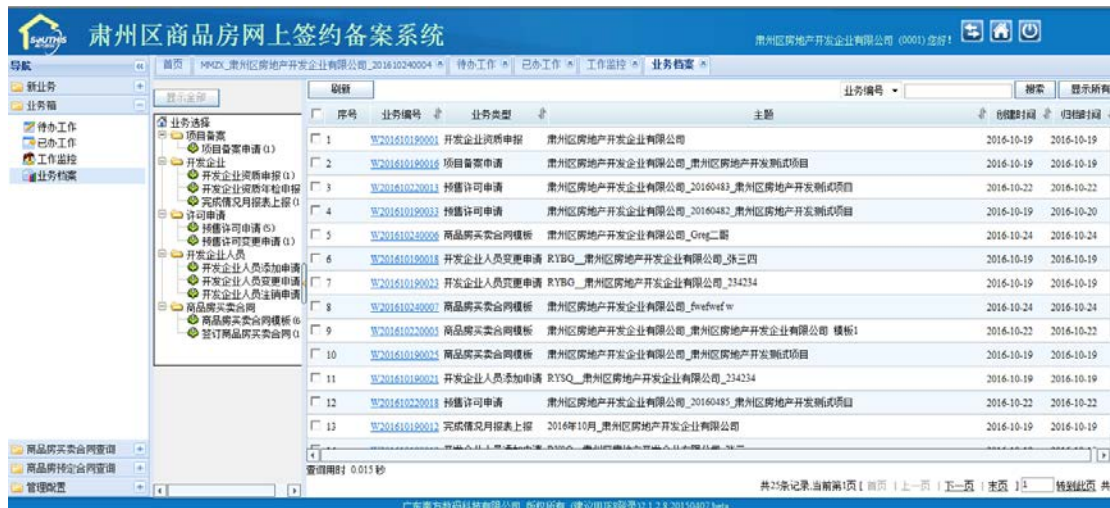 SOUTHS
肃州区商品房网上签约备案系统
肃州区房地产开发企业有限公司 (0001) 您好!
导航
首页 MMZX_肃州区房地产开发企业有限公司_201610240004 待办工作 已办工作 工作监控 业务档案
新业务
业务箱
待办工作
已办工作
工作监控
业务档案
商品房买卖合同查询
商品房预定合同查询
管理配置
显示全部
业务选择
项目备案
项目备案申请(1)
开发企业
开发企业资质申报(1)
开发企业资质年检申报
完成情况月报表上报(1
许可申请
预售许可申请(5)
预售许可变更申请(1)
开发企业人员
开发企业人员添加申请
开发企业人员变更申请
开发企业人员注销申请
商品房买卖合同
商品房买卖合同模板(6
签订商品房买卖合同(1
刷新 业务编号 搜索 显示所有
序号 业务编号 业务类型 主题 创建时间 归档时间
1 W201610190001 开发企业资质申报 肃州区房地产开发企业有限公司 2016-10-19 2016-10-19
2 W201610190016 项目备案申请 肃州区房地产开发企业有限公司_肃州区房地产开发测试项目 2016-10-19 2016-10-19
3 W201610220013 预售许可申请 肃州区房地产开发企业有限公司_20160483_肃州区房地产开发测试项目 2016-10-22 2016-10-22
4 W201610190033 预售许可申请 肃州区房地产开发企业有限公司_20160482_肃州区房地产开发测试项目 2016-10-19 2016-10-20
5 W201610240006 商品房买卖合同模板 肃州区房地产开发企业有限公司_Greg二哥 2016-10-24 2016-10-24
6 W201610190018 开发企业人员变更申请 RYBG__肃州区房地产开发企业有限公司_张三四 2016-10-19 2016-10-19
7 W201610190023 开发企业人员变更申请 RYBG__肃州区房地产开发企业有限公司_234234 2016-10-19 2016-10-19
8 W201610240007 商品房买卖合同模板 肃州区房地产开发企业有限公司_fwefwef w 2016-10-24 2016-10-24
9 W201610220005 商品房买卖合同模板 肃州区房地产开发企业有限公司_肃州区房地产开发企业有限公司 模板1 2016-10-22 2016-10-22
10 W201610190025 商品房买卖合同模板 肃州区房地产开发企业有限公司_肃州区房地产开发测试项目 2016-10-19 2016-10-19
11 W201610190021 开发企业人员添加申请 RYSQ__肃州区房地产开发企业有限公司_234234 2016-10-19 2016-10-19
12 W201610220018 预售许可申请 肃州区房地产开发企业有限公司_20160485_肃州区房地产开发测试项目 2016-10-22 2016-10-22
13 W201610190012 完成情况月报表上报 2016年10月_肃州区房地产开发企业有限公司 2016-10-19 2016-10-19
查询用时 0.015 秒
共25条记录,当前第1页 [ 首页 | 上一页 | 下一页 | 末页 ] 1 转到此页 共
广东南方数码科技有限公司 版权所有 (建议用IE8登录)2.1.2.8.20150402 beta